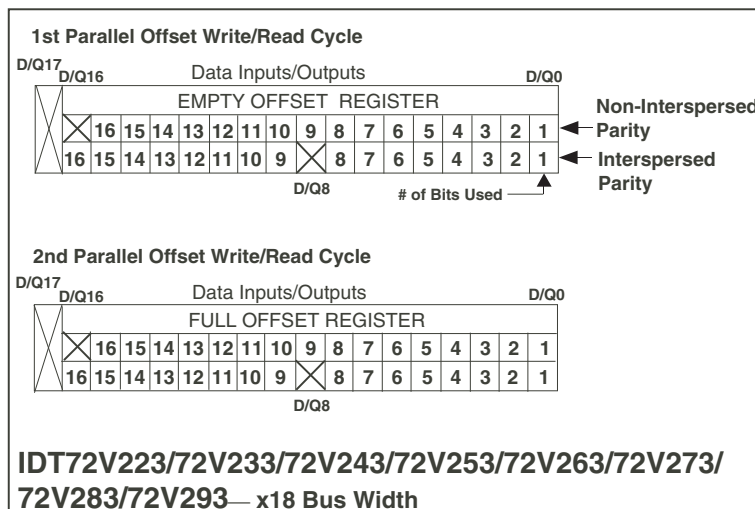 1st Parallel Offset Write/Read Cycle
D/Q17 D/Q16 Data Inputs/Outputs D/Q0
EMPTY OFFSET REGISTER
16 15 14 13 12 11 10 9 8 7 6 5 4 3 2 1 Non-Interspersed Parity
16 15 14 13 12 11 10 9 8 7 6 5 4 3 2 1 Interspersed Parity
D/Q8 # of Bits Used
2nd Parallel Offset Write/Read Cycle
D/Q17 D/Q16 Data Inputs/Outputs D/Q0
FULL OFFSET REGISTER
16 15 14 13 12 11 10 9 8 7 6 5 4 3 2 1
16 15 14 13 12 11 10 9 8 7 6 5 4 3 2 1
D/Q8
IDT72V223/72V233/72V243/72V253/72V263/72V273/
72V283/72V293— x18 Bus Width